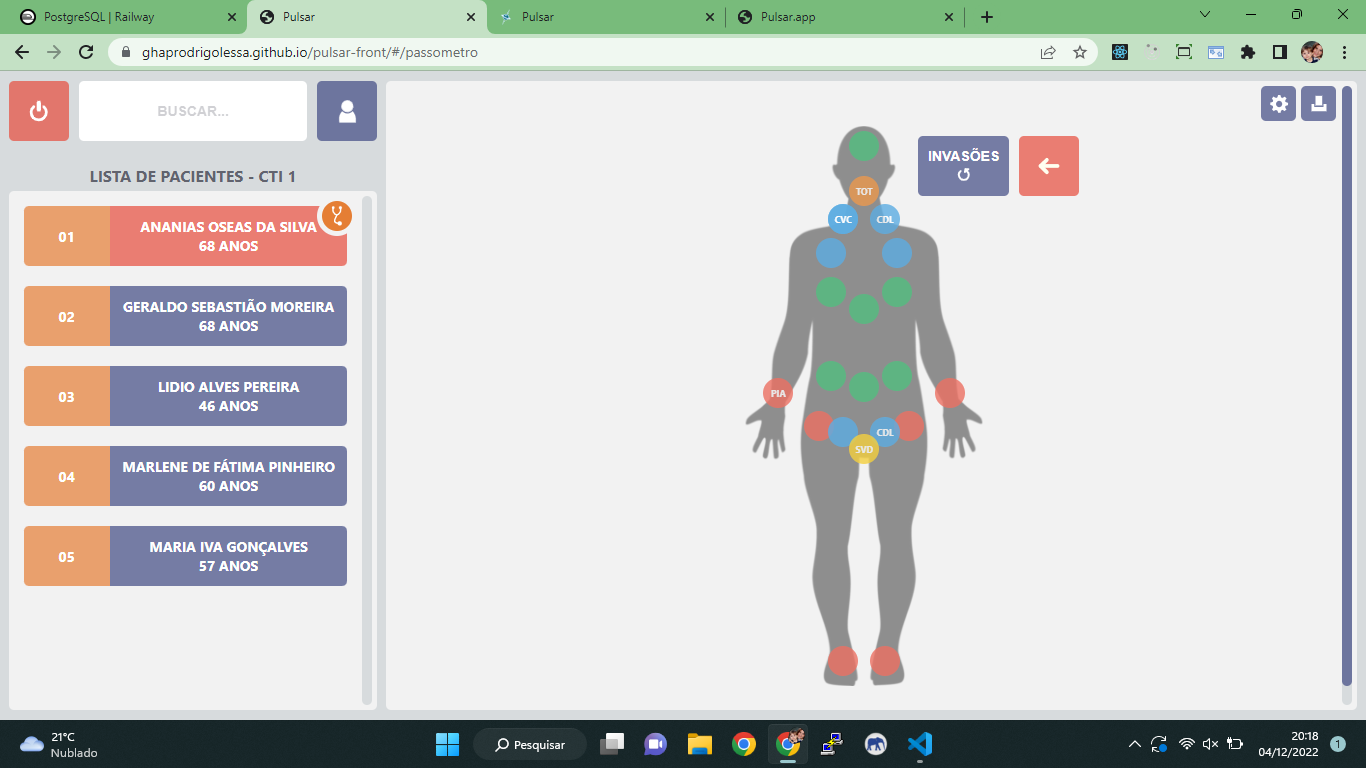 PostgreSQL | Railway
Pulsar
Pulsar
Pulsar.app
ghaprodrigolessa.github.io/pulsar-front/#/passometro
BUSCAR...
LISTA DE PACIENTES - CTI 1
01
ANANIAS OSEAS DA SILVA
68 ANOS
02
GERALDO SEBASTIÃO MOREIRA
68 ANOS
03
LIDIO ALVES PEREIRA
46 ANOS
04
MARLENE DE FÁTIMA PINHEIRO
60 ANOS
05
MARIA IVA GONÇALVES
57 ANOS
INVASÕES
TOT
CVC
CDL
PIA
CDL
SVD
21°C
Nublado
Pesquisar
20:18
04/12/2022
1